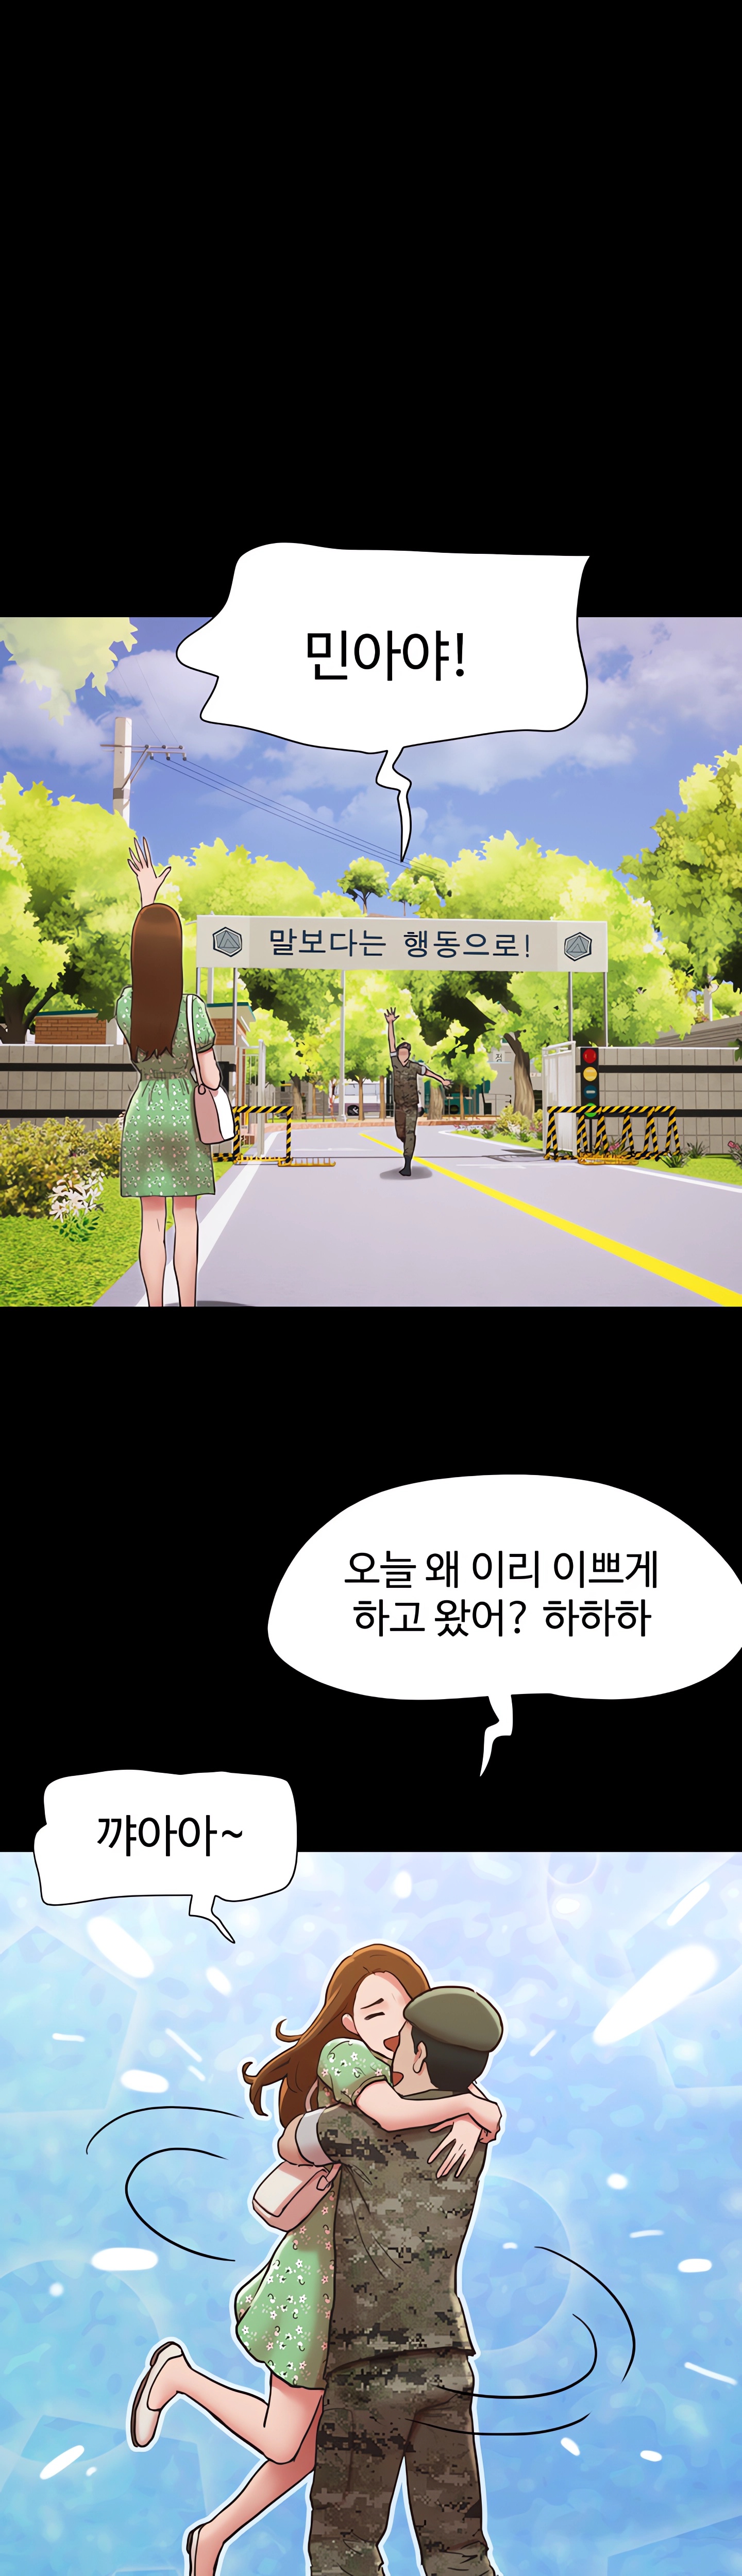 민아야!
말보다는 행동으로!
정
오늘 왜 이리 이쁘게
하고 왔어? 하하하
꺄아아~